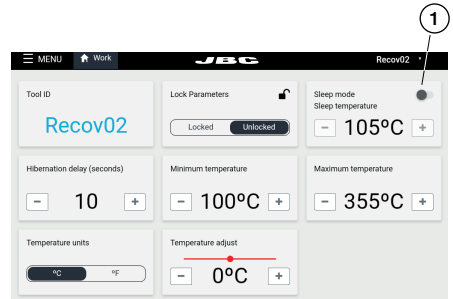 1
MENU Work JBC Recov02
Tool ID
Recov02
Lock Parameters
Locked Unlocked
Sleep mode
Sleep temperature
- 105ºC +
Hibernation delay (seconds)
- 10 +
Minimum temperature
- 100ºC +
Maximum temperature
- 355ºC +
Temperature units
ºC ºF
Temperature adjust
- 0ºC +